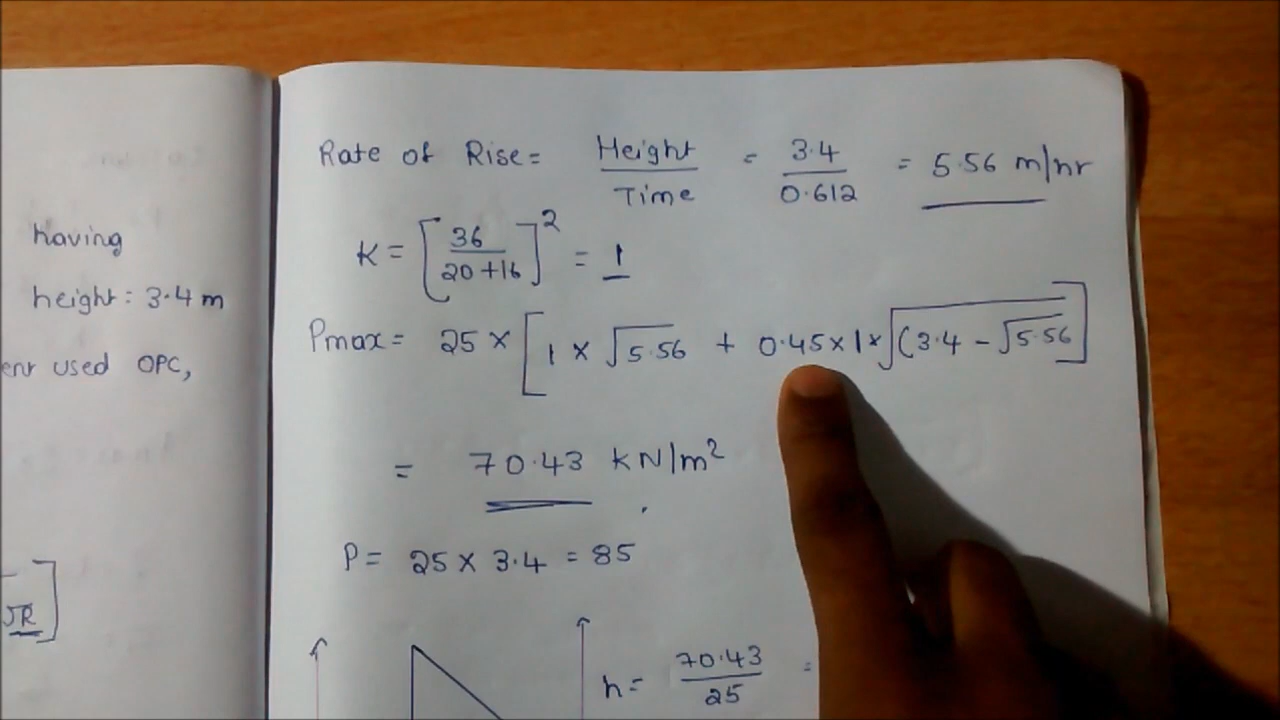 having
height: 3.4 m
used OPC,
√R ]
Rate of Rise = Height / Time = 3.4 / 0.612 = 5.56 m/hr
K = [ 36 / 20+16 ]² = 1
Pmax = 25 × [ 1 × √5.56 + 0.45×1×√(3.4 - √5.56 ]
= 70.43 KN/m²
P = 25 × 3.4 = 85
h = 70.43 / 25 =